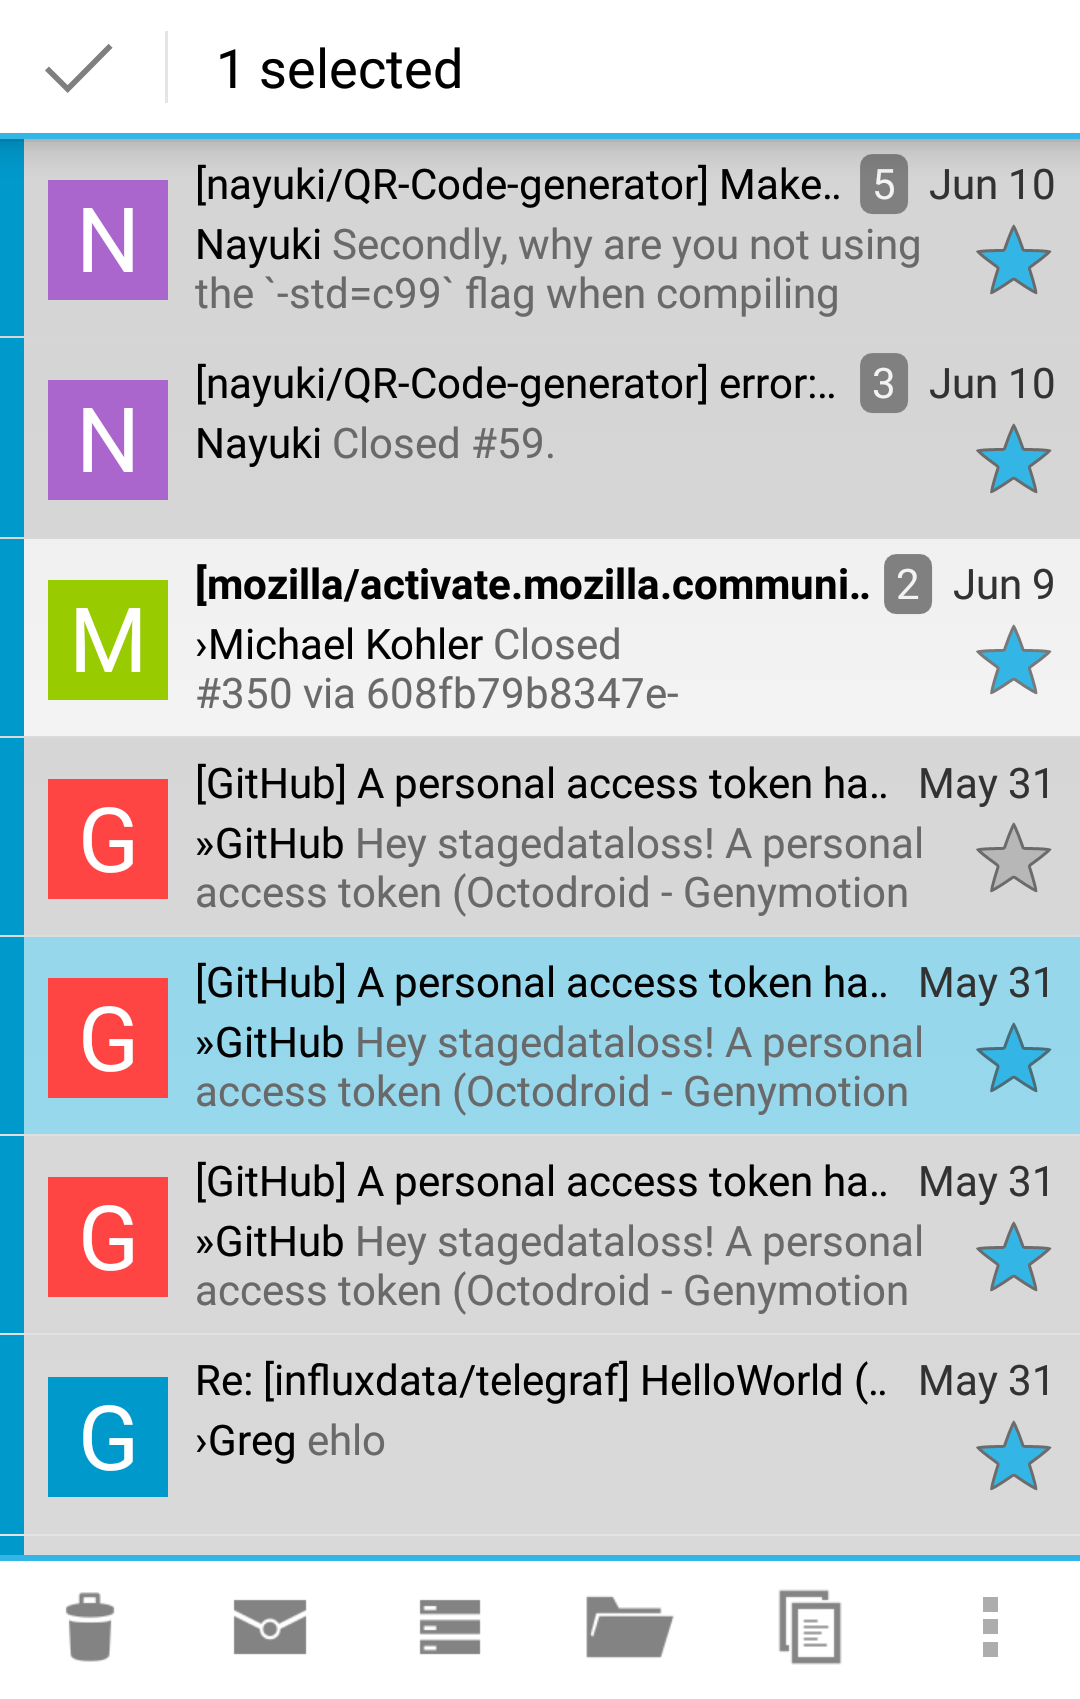 1 selected
N
[nayuki/QR-Code-generator] Make.. 5 Jun 10
Nayuki Secondly, why are you not using
the `-std=c99` flag when compiling
N
[nayuki/QR-Code-generator] error:.. 3 Jun 10
Nayuki Closed #59.
M
[mozilla/activate.mozilla.communi.. 2 Jun 9
›Michael Kohler Closed
#350 via 608fb79b8347e-
G
[GitHub] A personal access token ha.. May 31
»GitHub Hey stagedataloss! A personal
access token (Octodroid - Genymotion
G
[GitHub] A personal access token ha.. May 31
»GitHub Hey stagedataloss! A personal
access token (Octodroid - Genymotion
G
[GitHub] A personal access token ha.. May 31
»GitHub Hey stagedataloss! A personal
access token (Octodroid - Genymotion
G
Re: [influxdata/telegraf] HelloWorld (.. May 31
›Greg ehlo